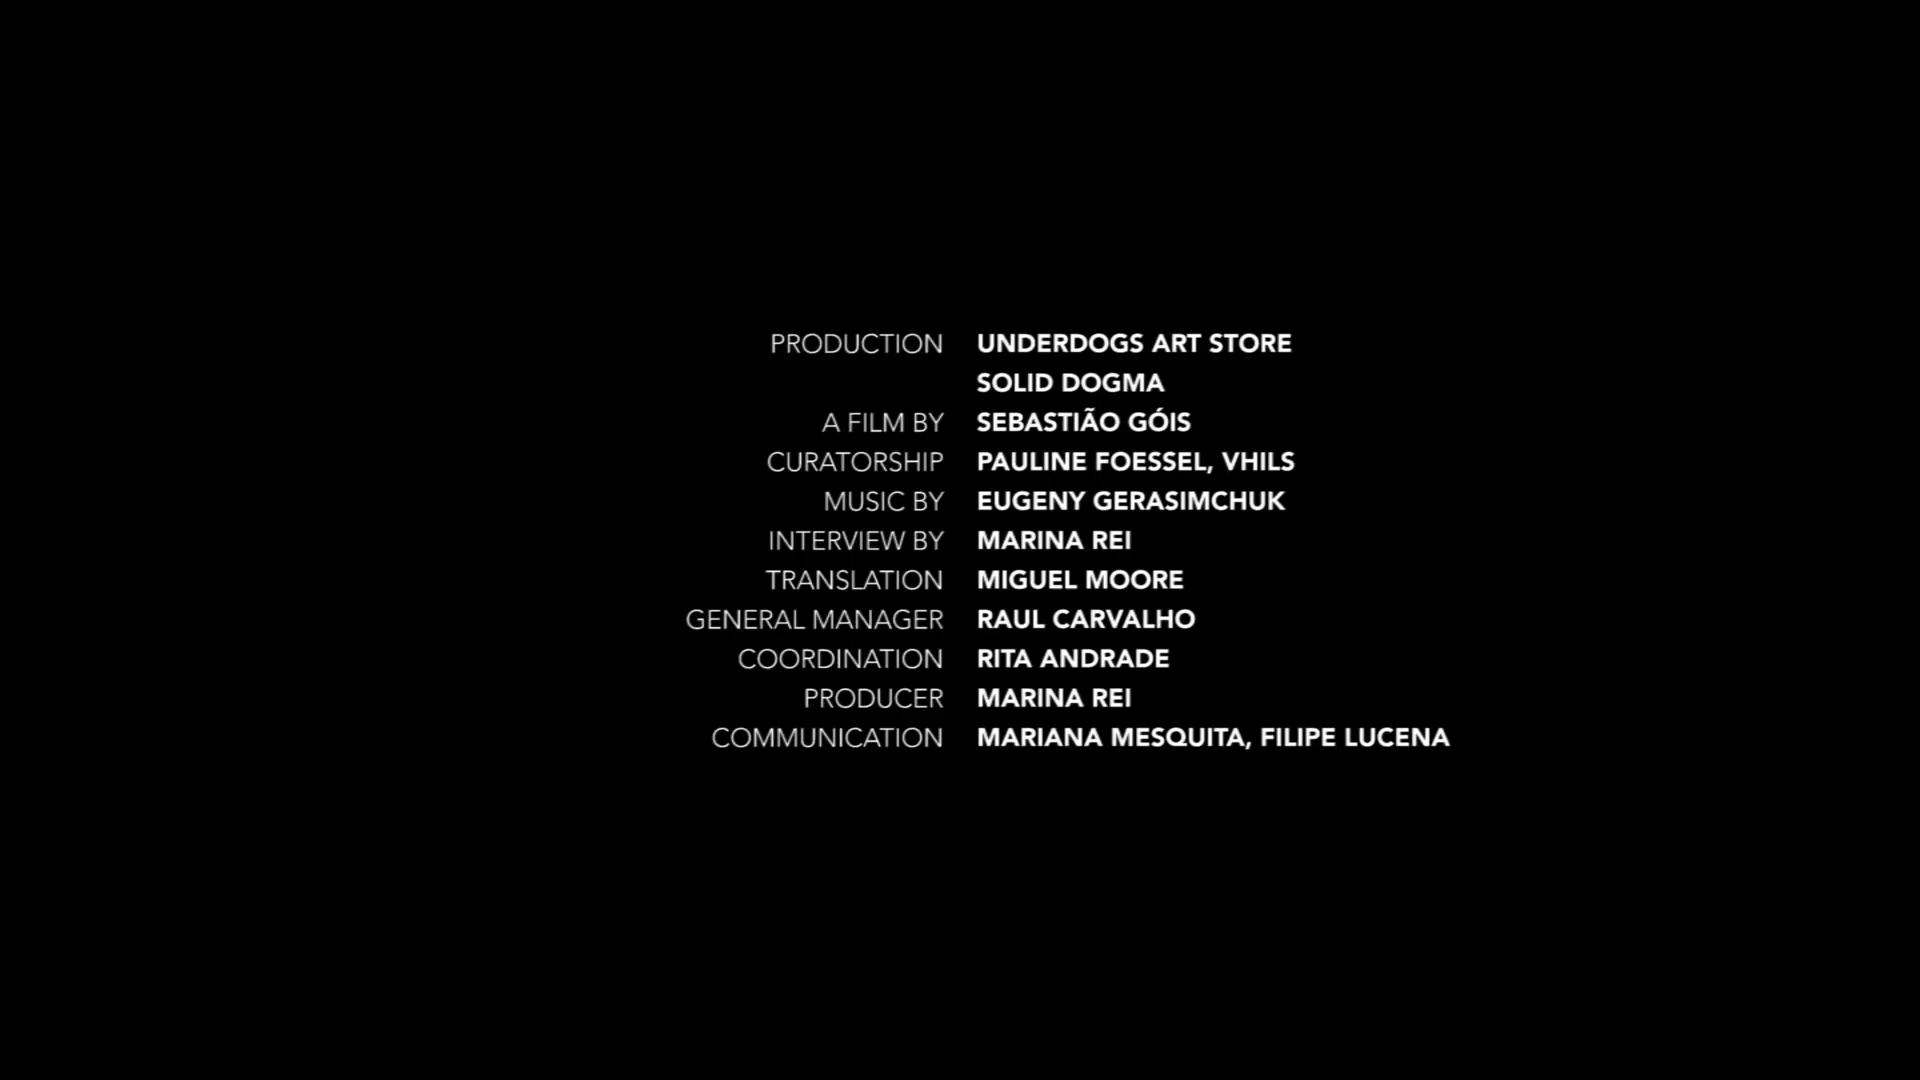 PRODUCTION UNDERDOGS ART STORE
SOLID DOGMA
A FILM BY SEBASTIÃO GÓIS
CURATORSHIP PAULINE FOESSEL, VHILS
MUSIC BY EUGENY GERASIMCHUK
INTERVIEW BY MARINA REI
TRANSLATION MIGUEL MOORE
GENERAL MANAGER RAUL CARVALHO
COORDINATION RITA ANDRADE
PRODUCER MARINA REI
COMMUNICATION MARIANA MESQUITA, FILIPE LUCENA